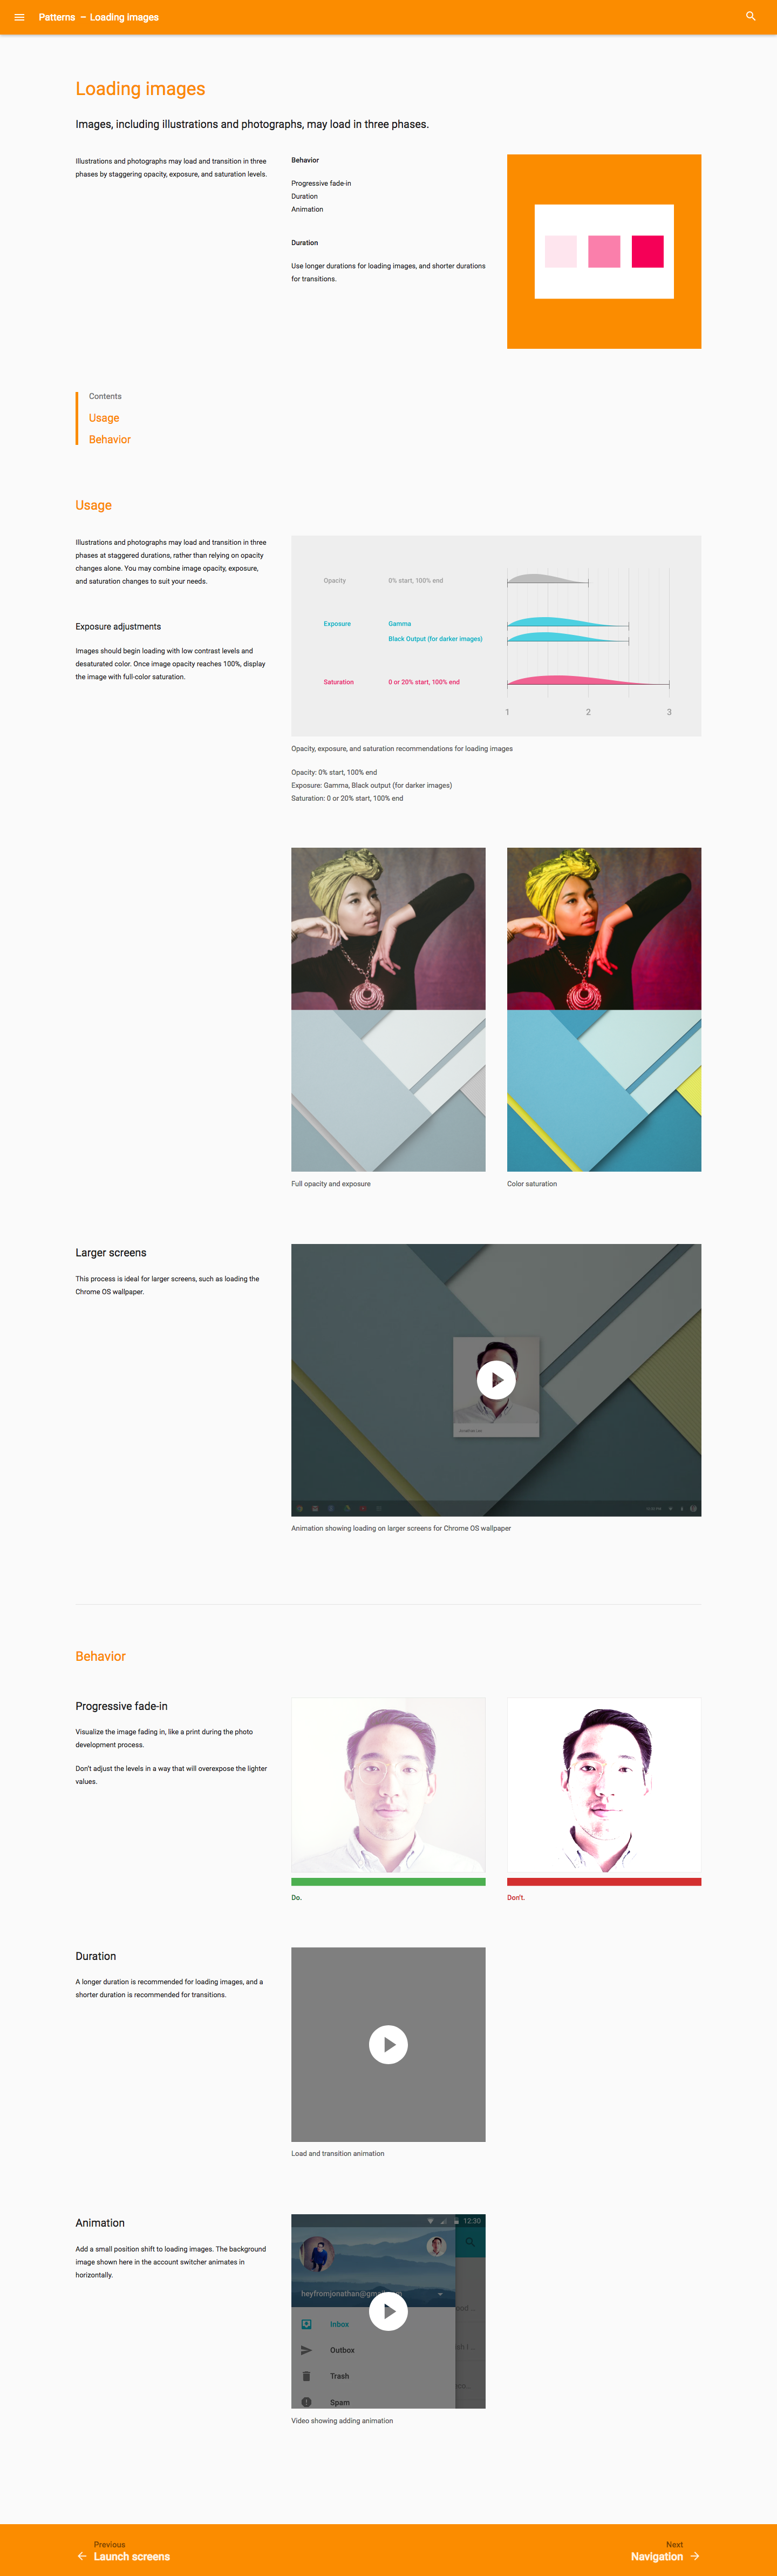 Patterns – Loading images
Loading images
Images, including illustrations and photographs, may load in three phases.
Illustrations and photographs may load and transition in three
phases by staggering opacity, exposure, and saturation levels.
Behavior
Progressive fade-in
Duration
Animation
Duration
Use longer durations for loading images, and shorter durations
for transitions.
Contents
Usage
Behavior
Usage
Illustrations and photographs may load and transition in three
phases at staggered durations, rather than relying on opacity
changes alone. You may combine image opacity, exposure,
and saturation changes to suit your needs.
Exposure adjustments
Images should begin loading with low contrast levels and
desaturated color. Once image opacity reaches 100%, display
the image with full-color saturation.
Opacity 0% start, 100% end
Exposure Gamma
Black Output (for darker images)
Saturation 0 or 20% start, 100% end
1 2 3
Opacity, exposure, and saturation recommendations for loading images
Opacity: 0% start, 100% end
Exposure: Gamma, Black output (for darker images)
Saturation: 0 or 20% start, 100% end
Full opacity and exposure
Color saturation
Larger screens
This process is ideal for larger screens, such as loading the
Chrome OS wallpaper.
Animation showing loading on larger screens for Chrome OS wallpaper
Behavior
Progressive fade-in
Visualize the image fading in, like a print during the photo
development process.
Don't adjust the levels in a way that will overexpose the lighter
values.
Do.
Don't.
Duration
A longer duration is recommended for loading images, and a
shorter duration is recommended for transitions.
Load and transition animation
Animation
Add a small position shift to loading images. The background
image shown here in the account switcher animates in
horizontally.
12:30
Inbox
Outbox
Trash
Spam
Video showing adding animation
Previous
Launch screens
Next
Navigation